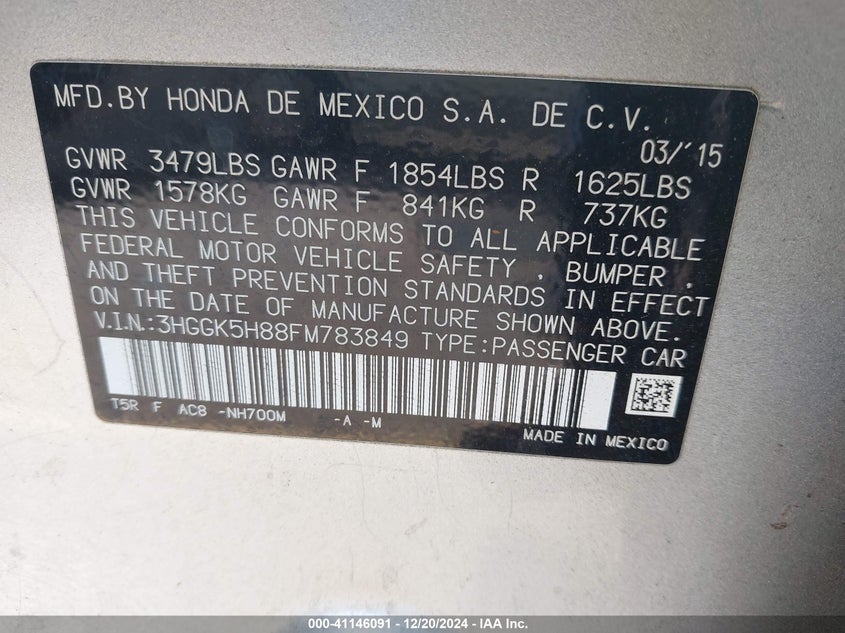 MFD.BY HONDA DE MEXICO S.A. DE C.V.
03/'15
GVWR 3479LBS GAWR F 1854LBS R 1625LBS
GVWR 1578KG GAWR F 841KG R 737KG
THIS VEHICLE CONFORMS TO ALL APPLICABLE
FEDERAL MOTOR VEHICLE SAFETY , BUMPER ,
AND THEFT PREVENTION STANDARDS IN EFFECT
ON THE DATE OF MANUFACTURE SHOWN ABOVE.
V.I.N.:3HGGK5H88FM783849 TYPE:PASSENGER CAR
T5R F AC8 -NH700M -A -M
MADE IN MEXICO
000-41146091 - 12/20/2024 - IAA Inc.